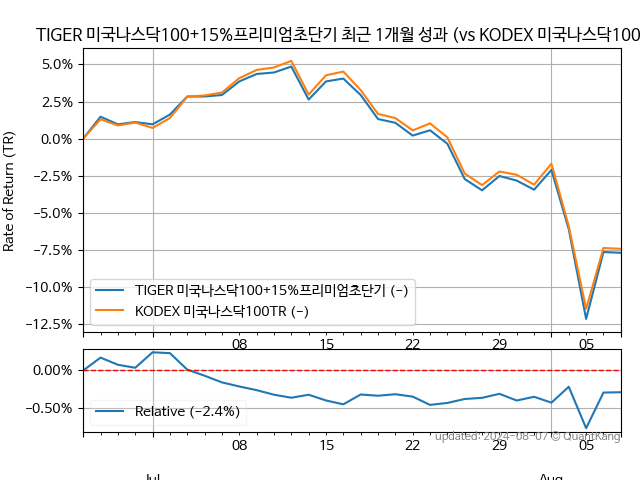 TIGER 미국나스닥100+15%프리미엄초단기 최근 1개월 성과 (vs KODEX 미국나스닥100
5.0%
2.5%
0.0%
−2.5%
−5.0%
−7.5%
−10.0%
−12.5%
Rate of Return (TR)
TIGER 미국나스닥100+15%프리미엄초단기 (-)
KODEX 미국나스닥100TR (-)
08 15 22 29 05
0.00%
−0.50%
Relative (-2.4%)
updated: 2024-08-07 © QuantKang
08 15 22 29 05
Jul Aug